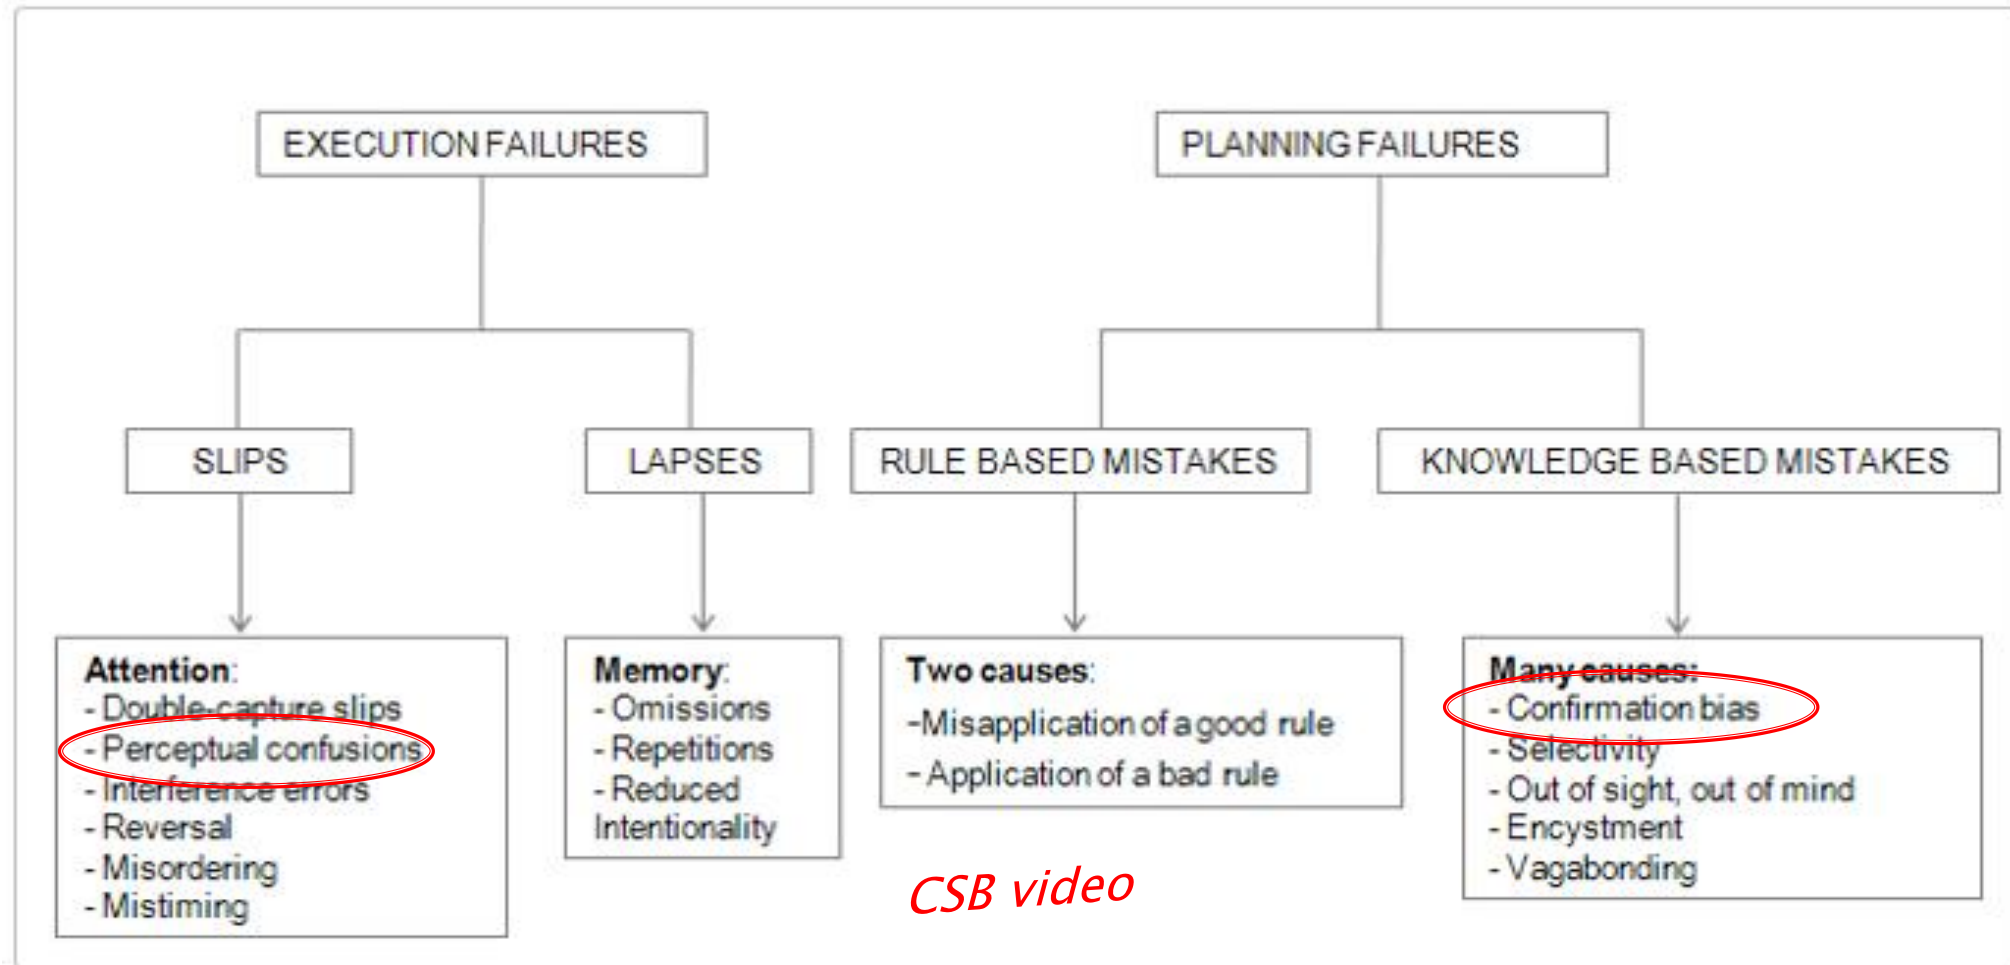 EXECUTION FAILURES
PLANNING FAILURES
SLIPS
LAPSES
RULE BASED MISTAKES
KNOWLEDGE BASED MISTAKES
Attention:
- Double-capture slips
- Perceptual confusions
- Interference errors
- Reversal
- Misordering
- Mistiming
Memory:
- Omissions
- Repetitions
- Reduced
Intentionality
Two causes:
-Misapplication of a good rule
- Application of a bad rule
Many causes:
- Confirmation bias
- Selectivity
- Out of sight, out of mind
- Encystment
- Vagabonding
CSB video